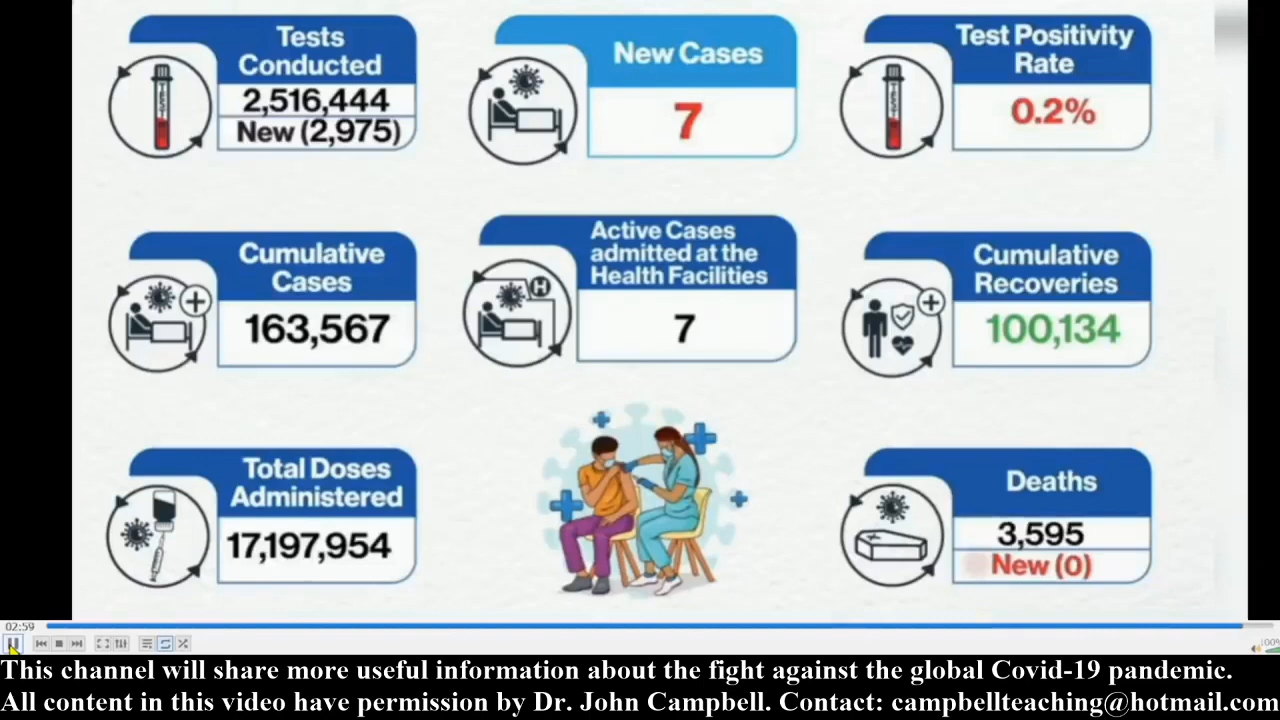 Tests
Conducted
2,516,444
New (2,975)
New Cases
7
Test Positivity
Rate
0.2%
Cumulative
Cases
163,567
Active Cases
admitted at the
Health Facilities
7
Cumulative
Recoveries
100,134
Total Doses
Administered
17,197,954
Deaths
3,595
New (0)
02:59
This channel will share more useful information about the fight against the global Covid-19 pandemic.
All content in this video have permission by Dr. John Campbell. Contact: campbellteaching@hotmail.com